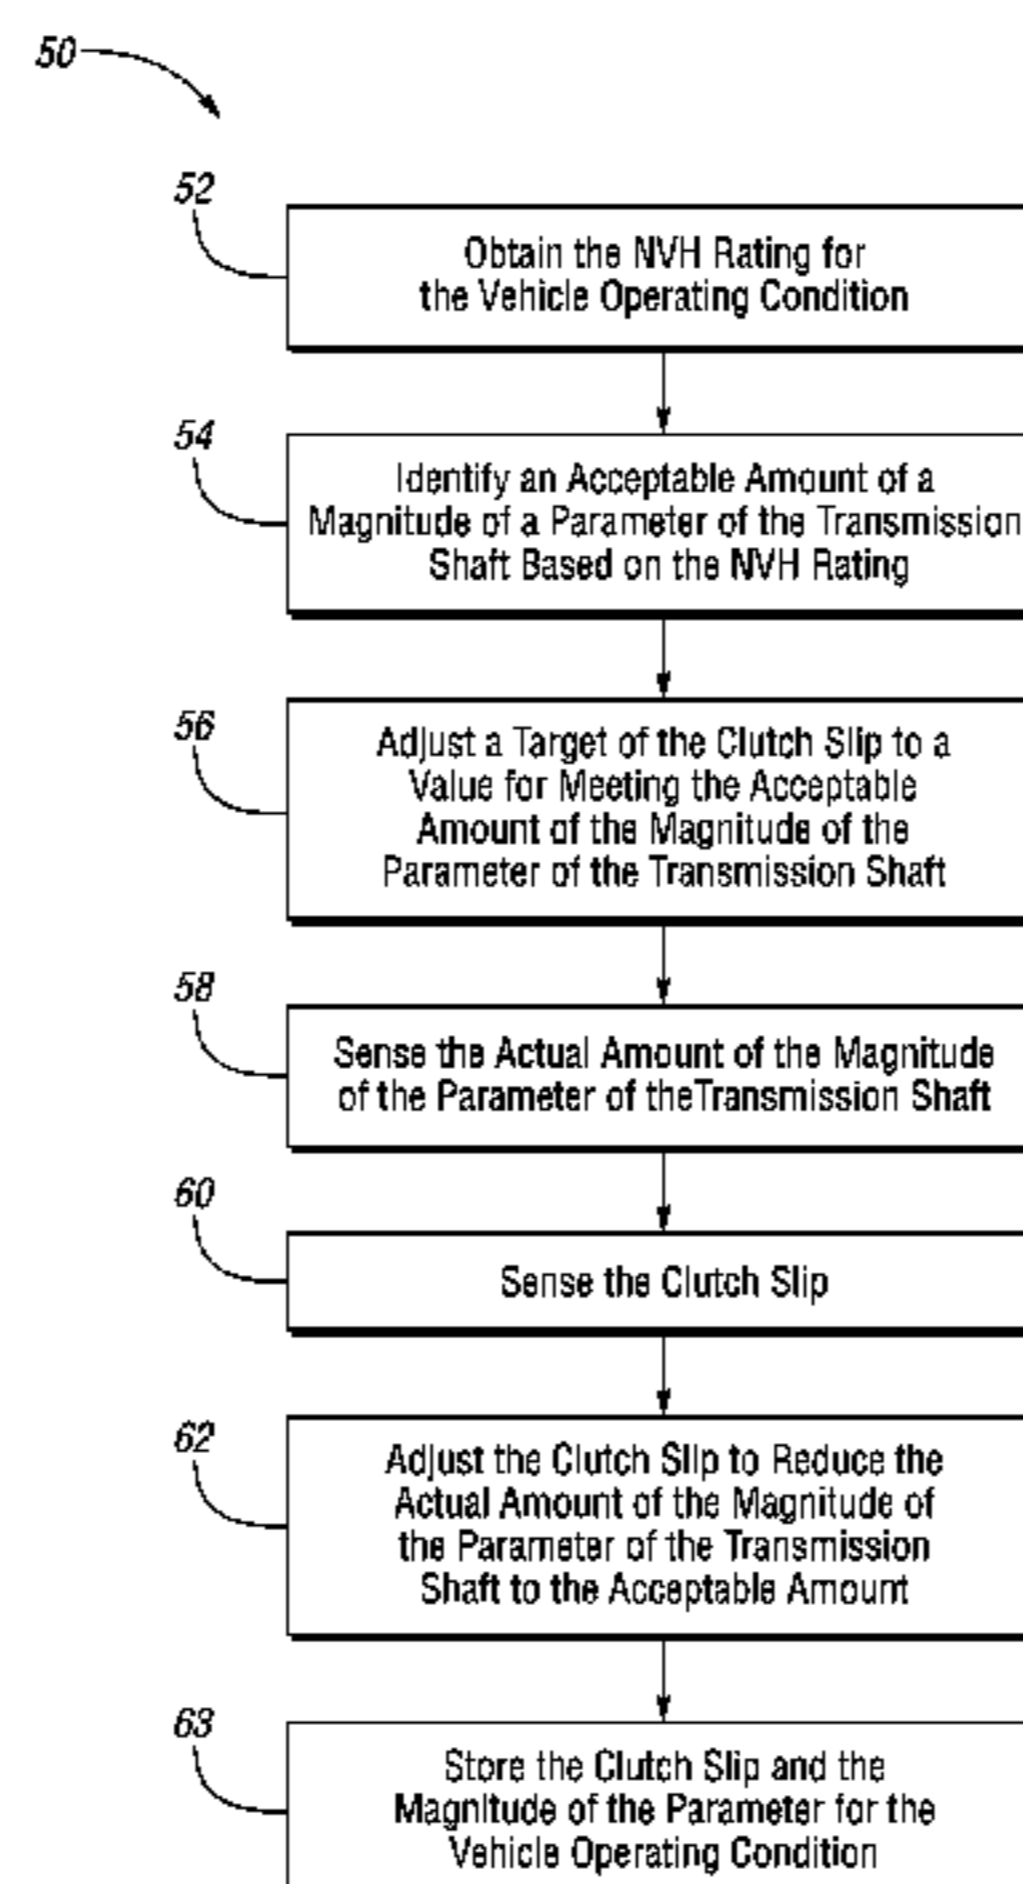 50
52
Obtain the NVH Rating for
the Vehicle Operating Condition
54
Identify an Acceptable Amount of a
Magnitude of a Parameter of the Transmission
Shaft Based on the NVH Rating
56
Adjust a Target of the Clutch Slip to a
Value for Meeting the Acceptable
Amount of the Magnitude of the
Parameter of the Transmission Shaft
58
Sense the Actual Amount of the Magnitude
of the Parameter of theTransmission Shaft
60
Sense the Clutch Slip
62
Adjust the Clutch Slip to Reduce the
Actual Amount of the Magnitude of
the Parameter of the Transmission
Shaft to the Acceptable Amount
63
Store the Clutch Slip and the
Magnitude of the Parameter for the
Vehicle Operating Condition